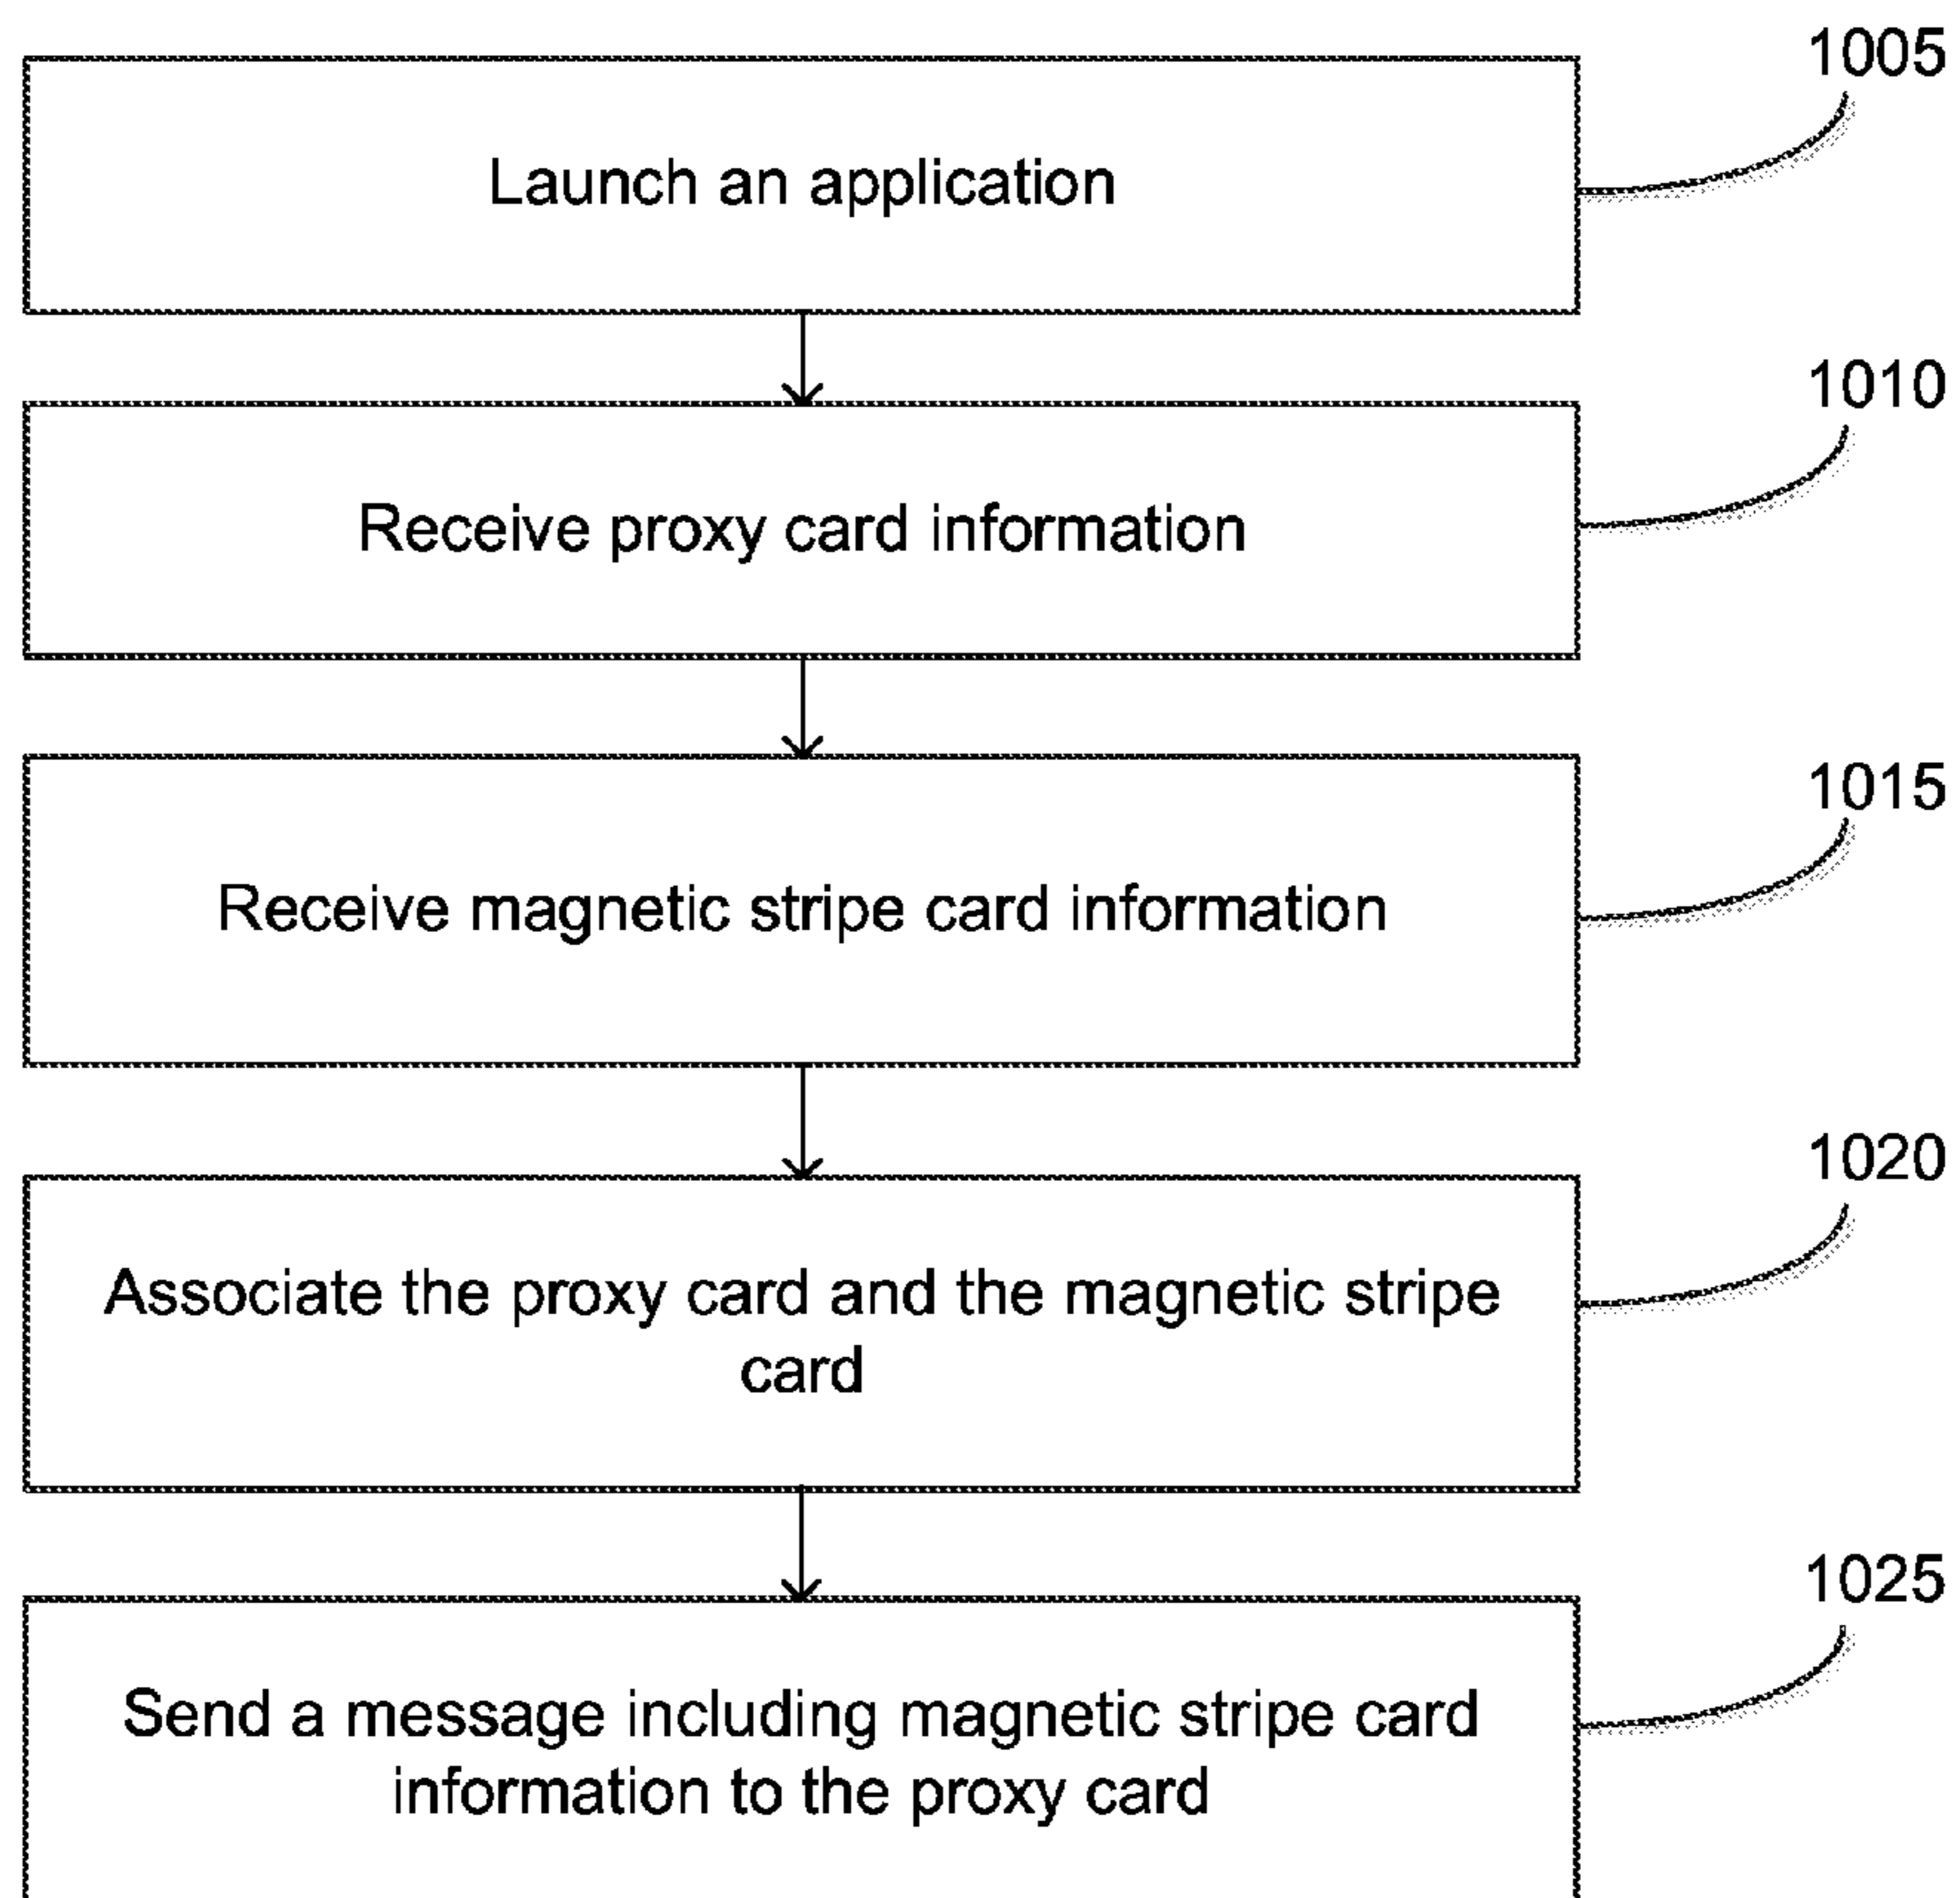 1005
Launch an application
1010
Receive proxy card information
1015
Receive magnetic stripe card information
1020
Associate the proxy card and the magnetic stripe
card
1025
Send a message including magnetic stripe card
information to the proxy card